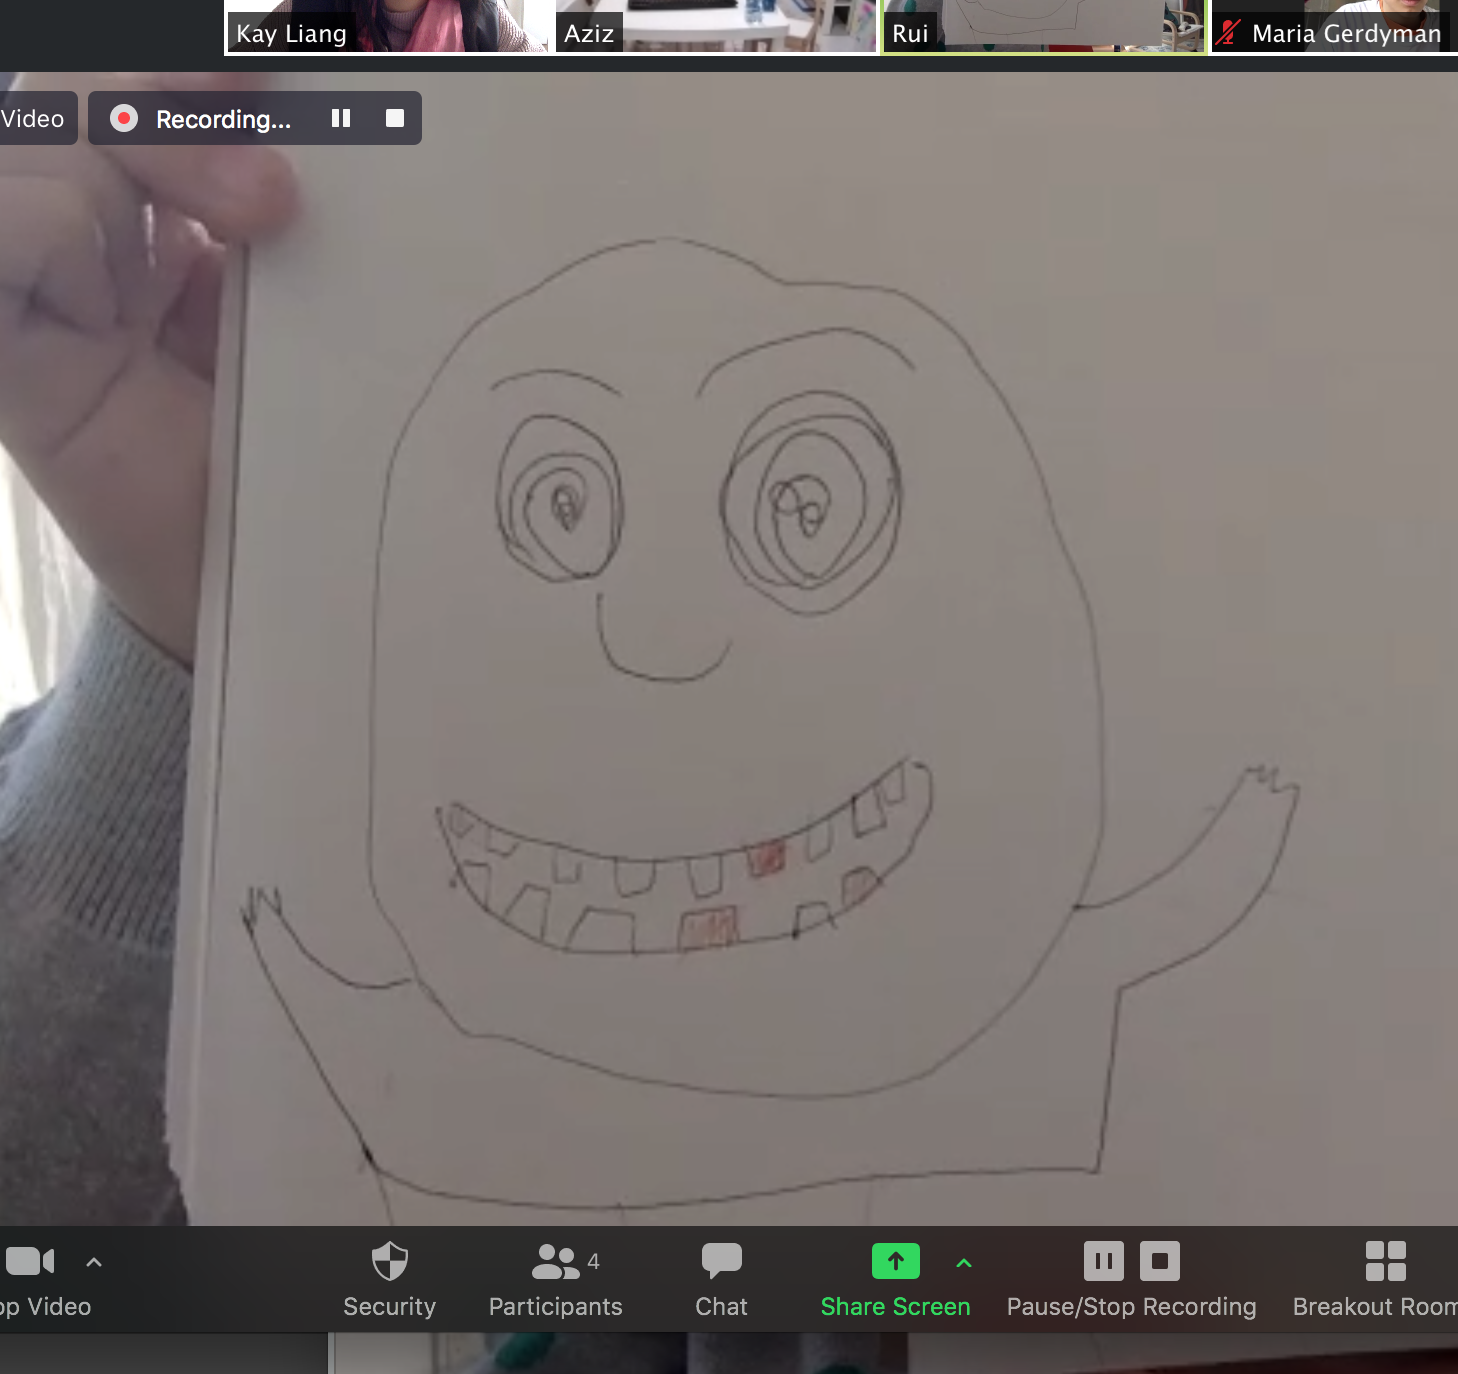 Kay Liang
Aziz
Rui
Maria Gerdyman
Video
Recording...
op Video
Security
Participants
4
Chat
Share Screen
Pause/Stop Recording
Breakout Room